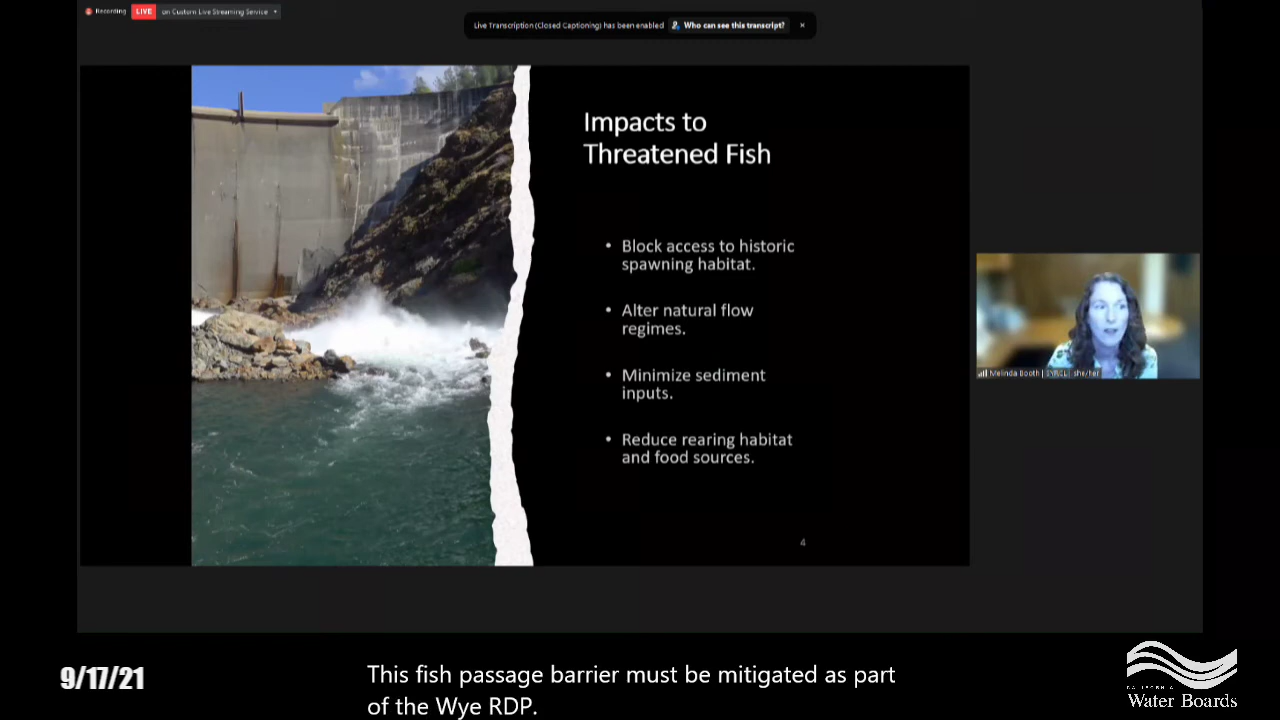 Recording
LIVE
on Custom Live Streaming Service
Live Transcription (Closed Captioning) has been enabled
Who can see this transcript?
Impacts to
Threatened Fish
• Block access to historic
spawning habitat.
• Alter natural flow
regimes.
• Minimize sediment
inputs.
• Reduce rearing habitat
and food sources.
4
Melinda Booth | SYRCL| she/her
9/17/21
This fish passage barrier must be mitigated as part
of the Wye RDP.
CALIFORNIA
Water Boards